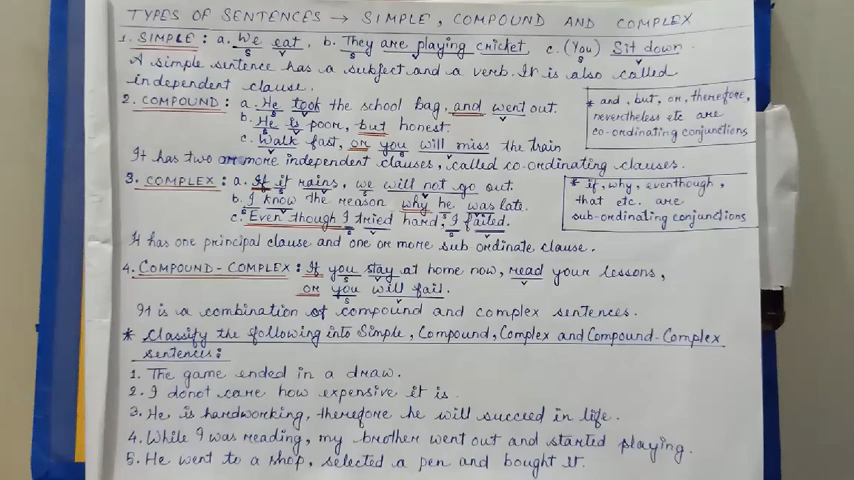 TYPES OF SENTENCES → SIMPLE, COMPOUND AND COMPLEX
1. SIMPLE: a. We eat, b. They are playing cricket, c. (You) Sit down.
S V S V S V
A simple sentence has a subject and a verb. It is also called
independent clause.
2. COMPOUND: a. He took the school bag, and went out.
S V V
b. He is poor, but honest.
S V
c. Walk fast, or you will miss the train
V S V
It has two or more independent clauses, called co-ordinating clauses.
* and, but, or, therefore,
nevertheless etc are
co-ordinating conjunctions
3. COMPLEX: a. If it rains, we will not go out.
S V S V
b. I know the reason why he was late.
S V S V
c. Even though I tried hard, I failed.
S V S V
It has one principal clause and one or more sub ordinate clause.
* if, why, eventhough,
that etc. are
sub-ordinating conjunctions
4. COMPOUND-COMPLEX: If you stay at home now, read your lessons,
S V V
or you will fail.
S V
It is a combination of compound and complex sentences.
* Classify the following into Simple, Compound, Complex and Compound-Complex
sentences:
1. The game ended in a draw.
2. I donot care how expensive it is.
3. He is hardworking, therefore he will succeed in life.
4. While I was reading, my brother went out and started playing.
5. He went to a shop, selected a pen and bought it.